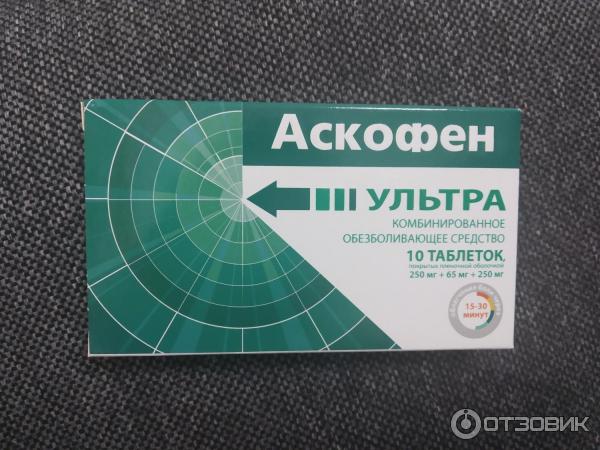 Аскофен
УЛЬТРА
КОМБИНИРОВАННОЕ
ОБЕЗБОЛИВАЮЩЕЕ СРЕДСТВО
10 ТАБЛЕТОК,
покрытых пленочной оболочкой
250 мг + 65 мг + 250 мг
15-30
минут
ОТЗОВИК